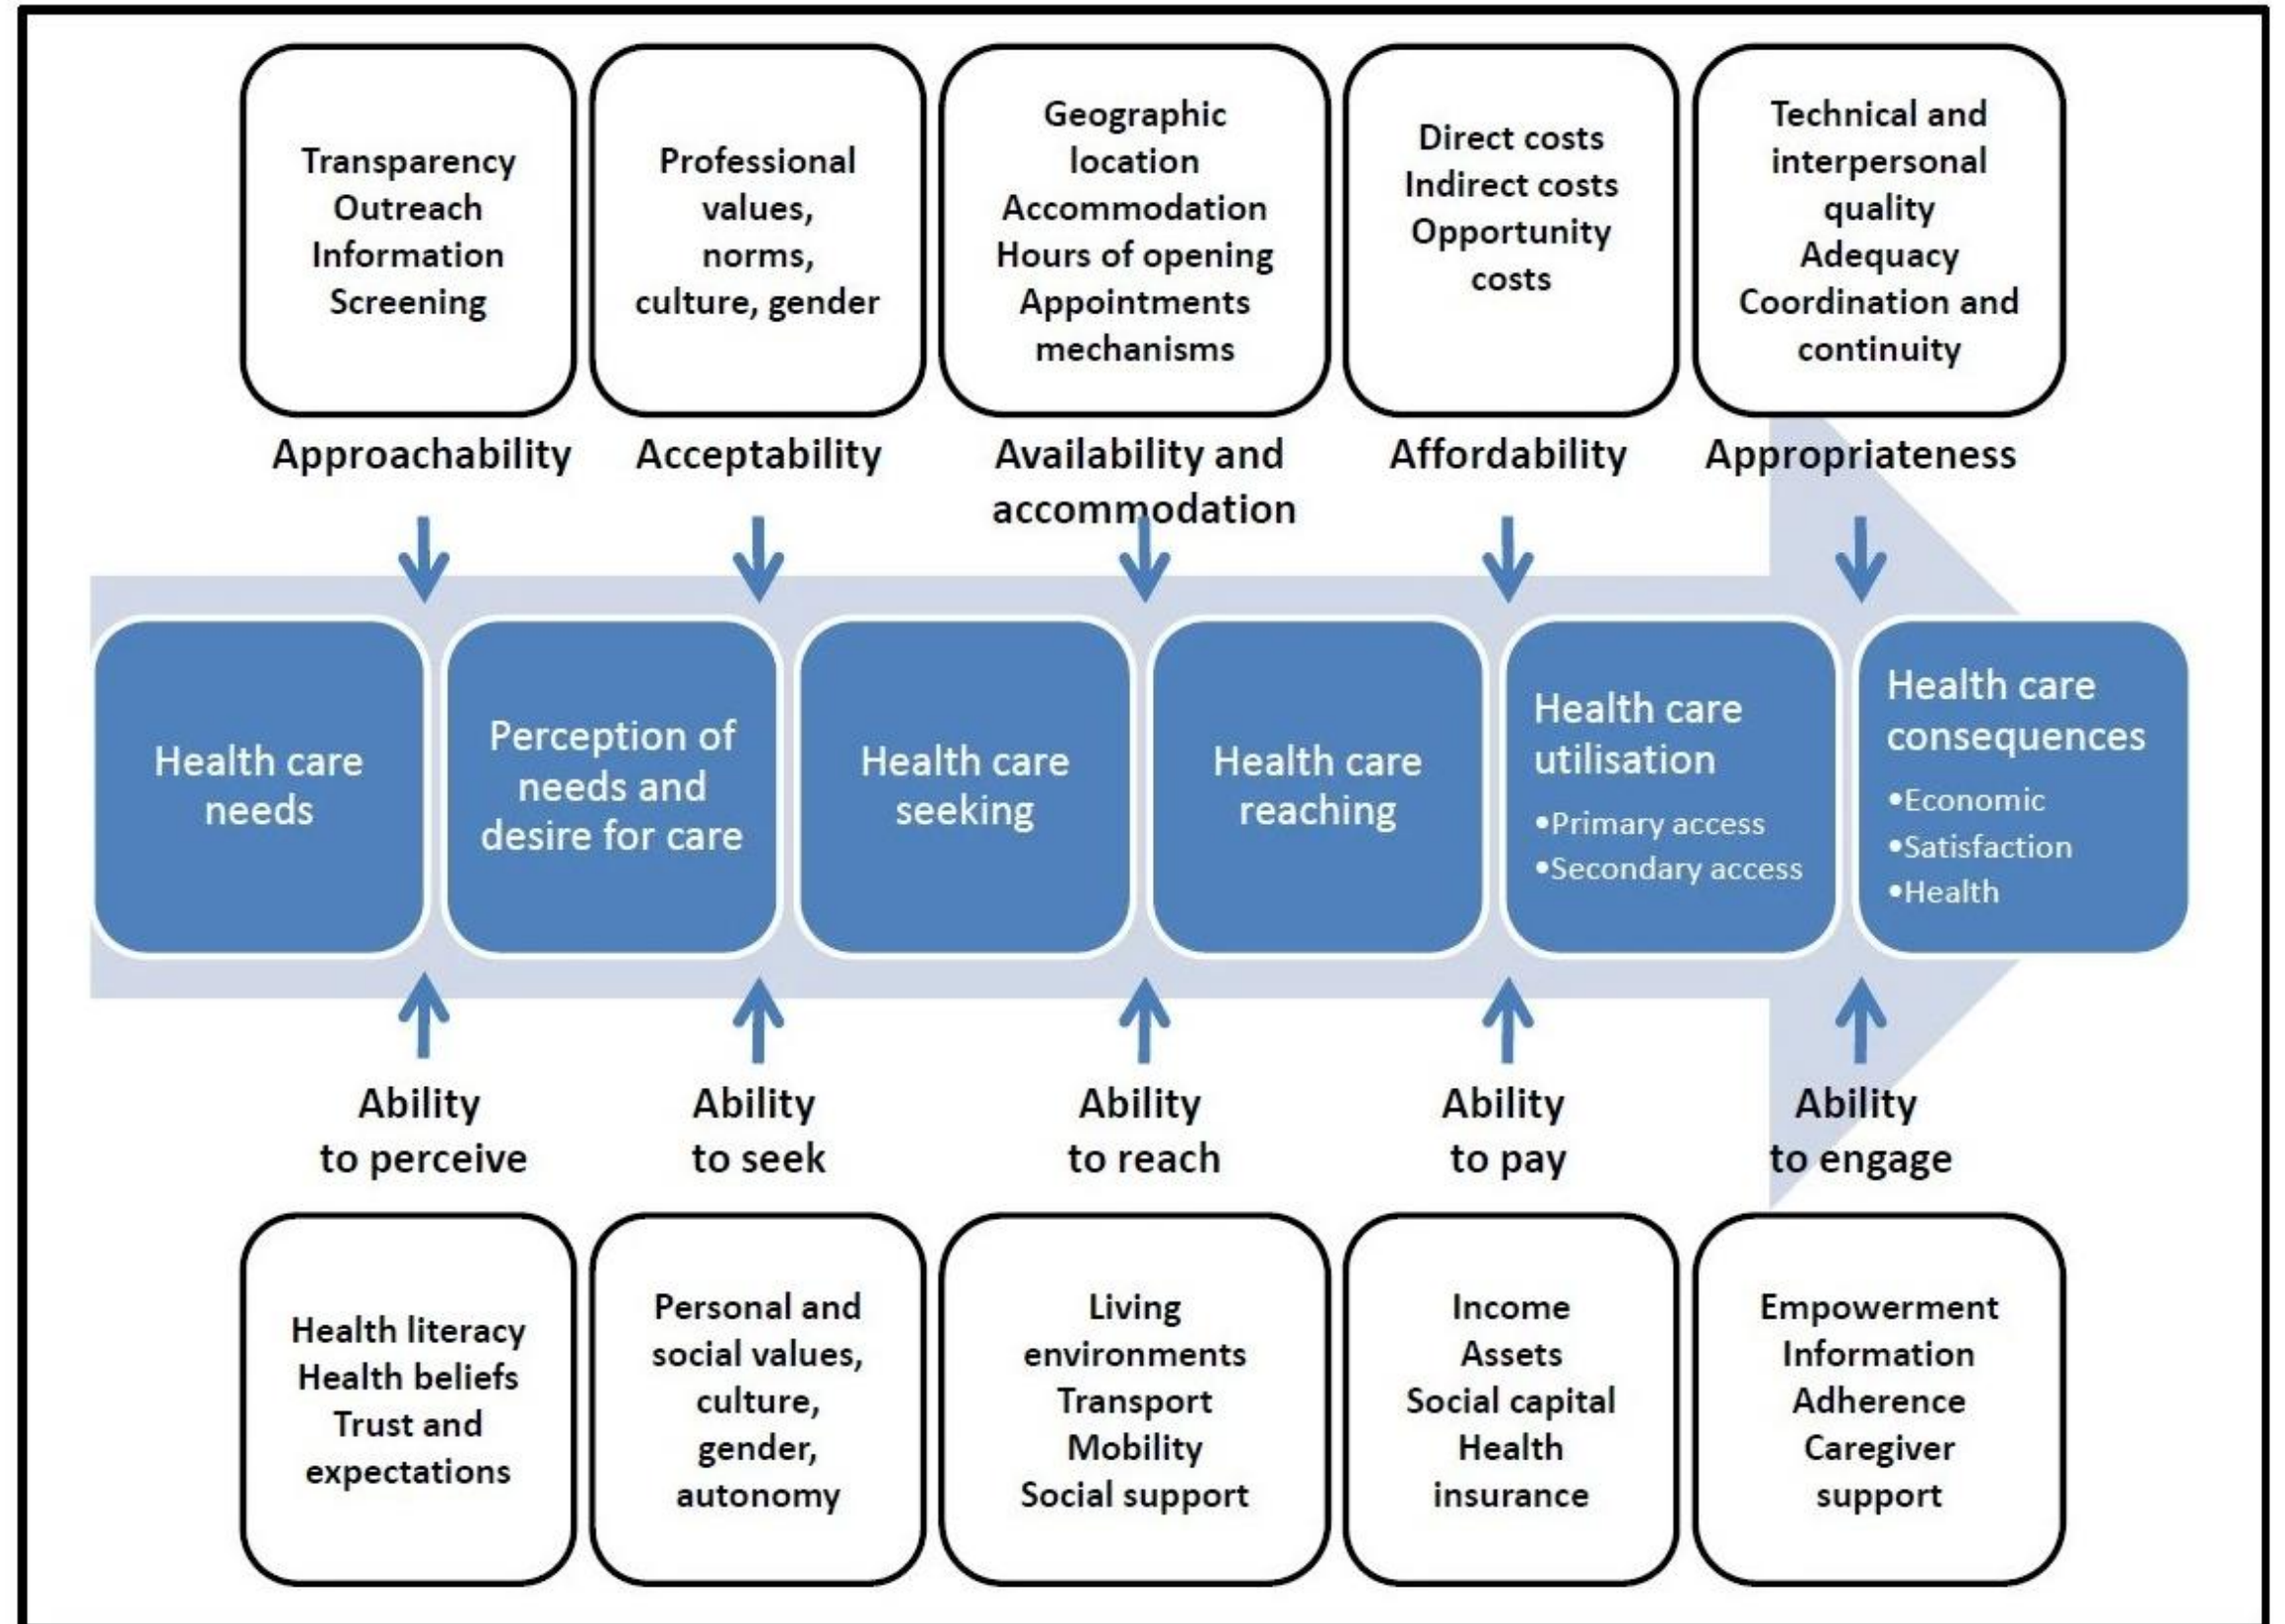 Transparency
Outreach
Information
Screening
Professional
values,
norms,
culture, gender
Geographic
location
Accommodation
Hours of opening
Appointments
mechanisms
Direct costs
Indirect costs
Opportunity
costs
Technical and
interpersonal
quality
Adequacy
Coordination and
continuity
Approachability
Acceptability
Availability and
accommodation
Affordability
Appropriateness
Health care
needs
Perception of
needs and
desire for care
Health care
seeking
Health care
reaching
Health care
utilisation
•Primary access
•Secondary access
Health care
consequences
•Economic
•Satisfaction
•Health
Ability
to perceive
Ability
to seek
Ability
to reach
Ability
to pay
Ability
to engage
Health literacy
Health beliefs
Trust and
expectations
Personal and
social values,
culture,
gender,
autonomy
Living
environments
Transport
Mobility
Social support
Income
Assets
Social capital
Health
insurance
Empowerment
Information
Adherence
Caregiver
support